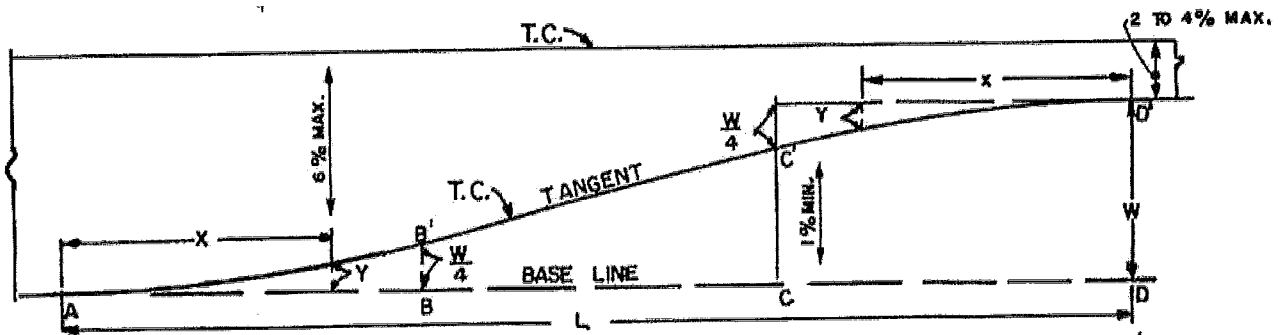 2 TO 4% MAX.
T.C.
X
6% MAX.
W/4
Y
D'
C'
TANGENT
T.C.
1% MIN.
W
X
B'
Y
W/4
BASE LINE
A
B
C
D
L